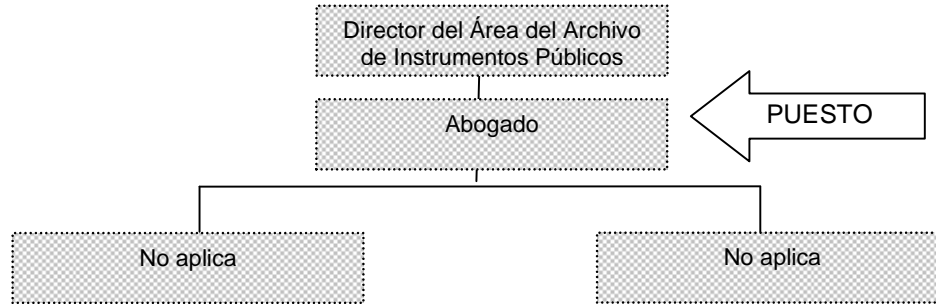 Director del Área del Archivo
de Instrumentos Públicos
Abogado
PUESTO
No aplica
No aplica